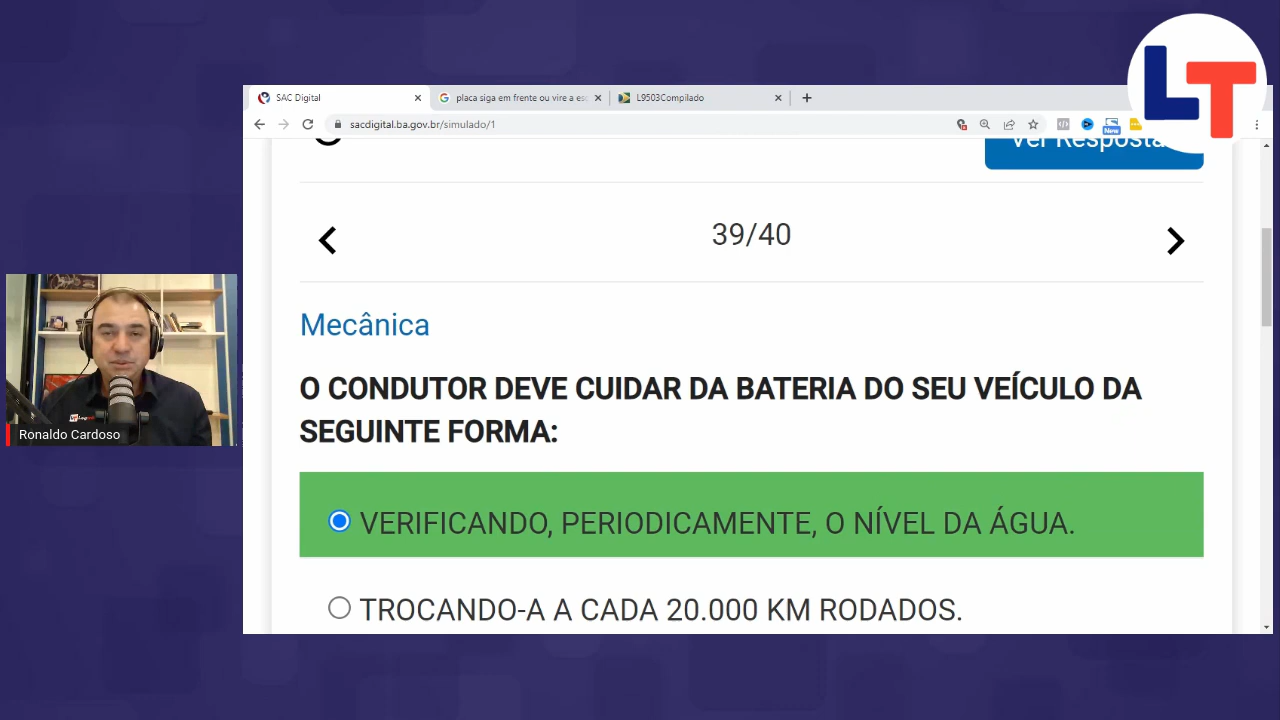 LT
SAC Digital
placa siga em frente ou vire a es
L9503Compilado
sacdigital.ba.gov.br/simulado/1
New
Ver Resposta
39/40
Mecânica
O CONDUTOR DEVE CUIDAR DA BATERIA DO SEU VEÍCULO DA
SEGUINTE FORMA:
VERIFICANDO, PERIODICAMENTE, O NÍVEL DA ÁGUA.
TROCANDO-A A CADA 20.000 KM RODADOS.
Ronaldo Cardoso